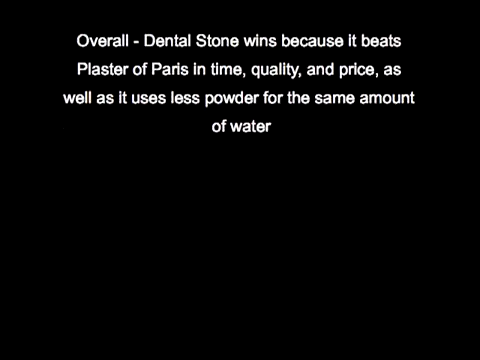 Overall - Dental Stone wins because it beats
Plaster of Paris in time, quality, and price, as
well as it uses less powder for the same amount
of water